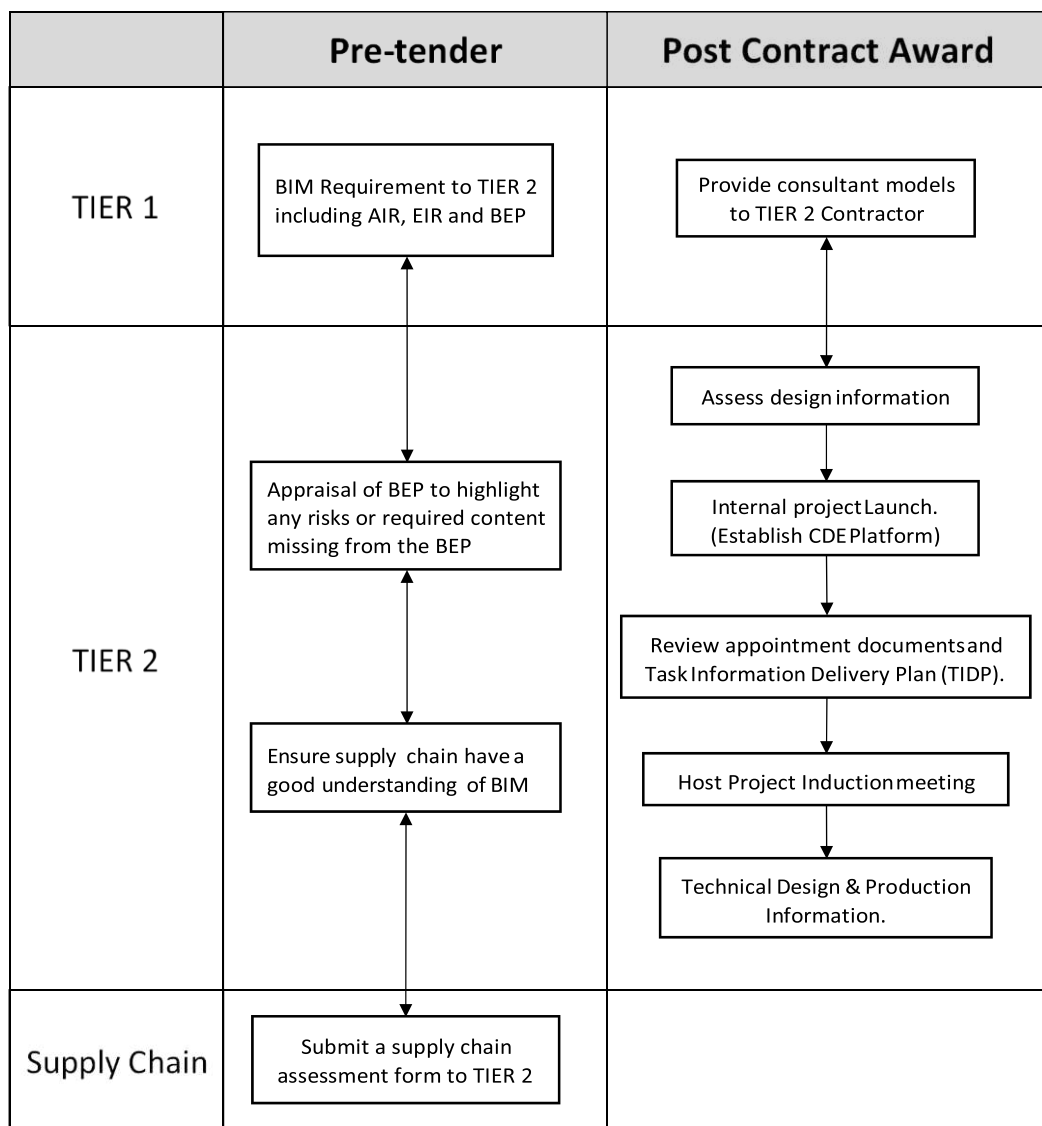 Pre-tender
Post Contract Award
TIER 1
BIM Requirement to TIER 2
including AIR, EIR and BEP
Provide consultant models
to TIER 2 Contractor
TIER 2
Appraisal of BEP to highlight
any risks or required content
missing from the BEP
Ensure supply chain have a
good understanding of BIM
Assess design information
Internal project Launch.
(Establish CDE Platform)
Review appointment documents and
Task Information Delivery Plan (TIDP).
Host Project Induction meeting
Technical Design & Production
Information.
Supply Chain
Submit a supply chain
assessment form to TIER 2